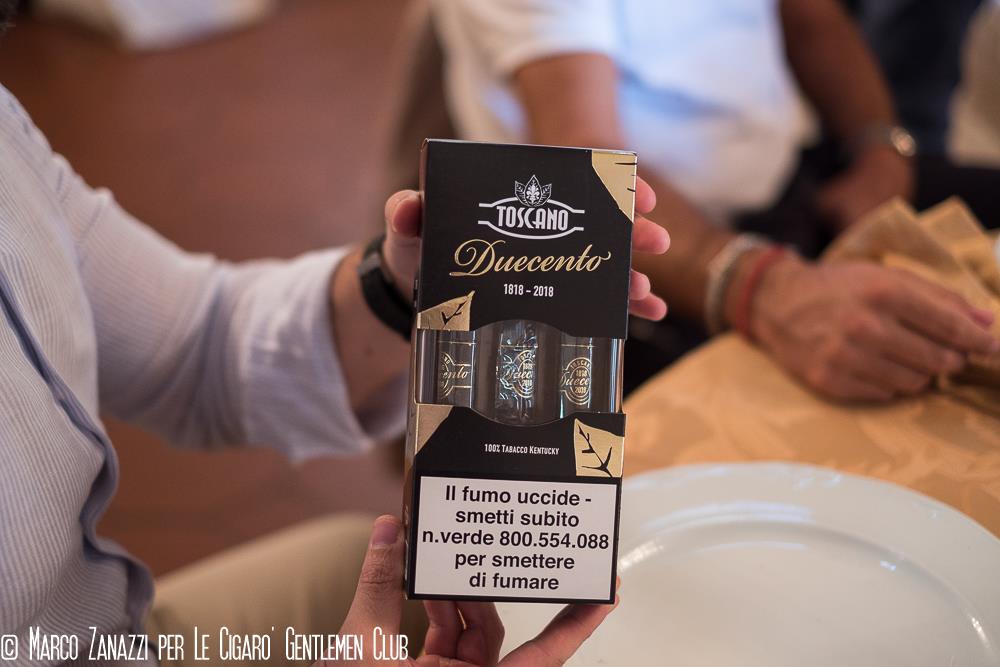 TOSCANO
Duecento
1818 - 2018
100% TABACCO KENTUCKY
Il fumo uccide -
smetti subito
n.verde 800.554.088
per smettere
di fumare
© MARCO ZANAZZI PER LE CIGARO' GENTLEMEN CLUB